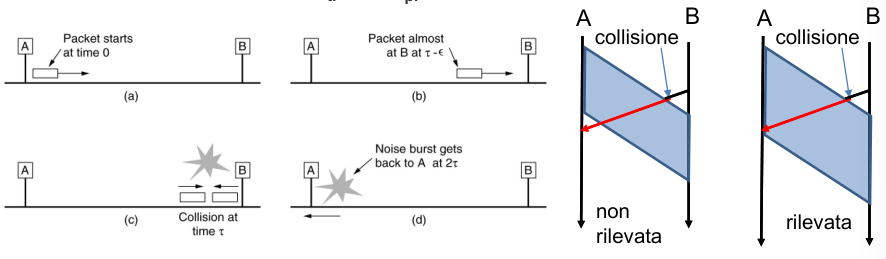 A
Packet starts
at time 0
B
(a)
A
Packet almost
at B at τ - ϵ
B
(b)
A
B
Collision at
time τ
(c)
A
Noise burst gets
back to A at 2τ
B
(d)
A
B
collisione
non
rilevata
A
B
collisione
rilevata